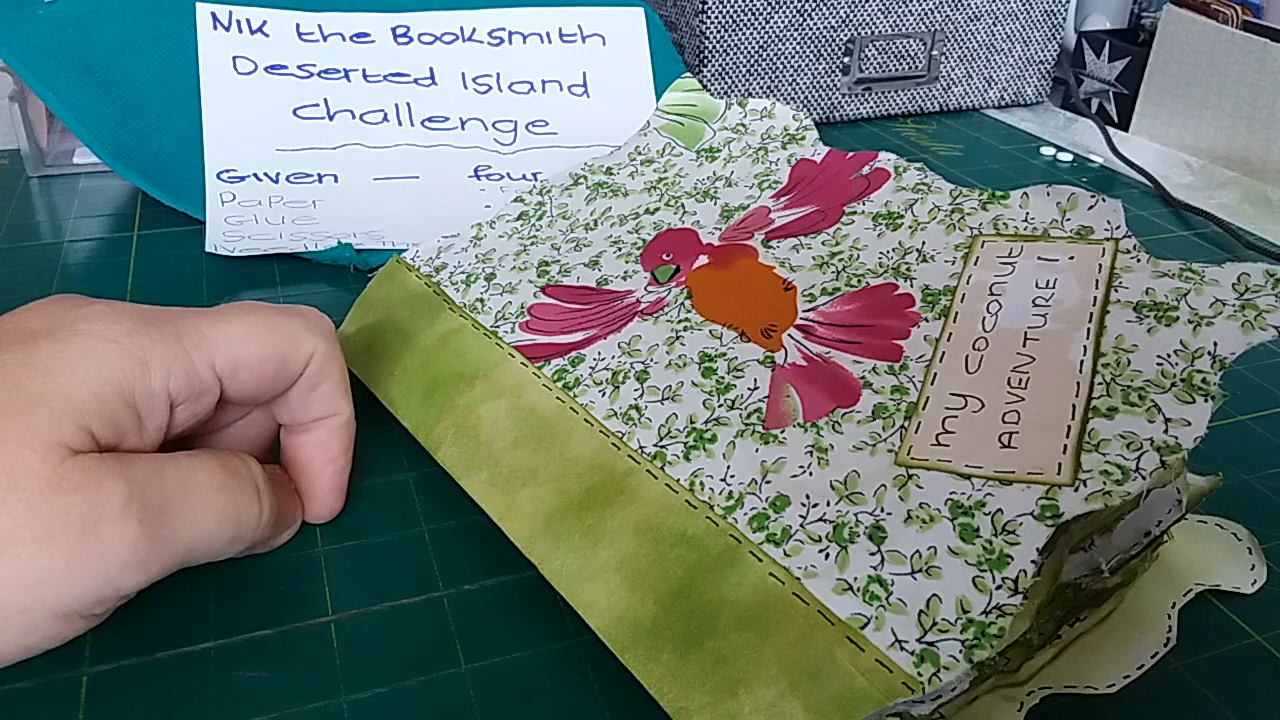 NIK the Booksmith
Deserted Island
Challenge
Given — four
Paper
Glue
Scissors
my coconut
ADVENTURE!